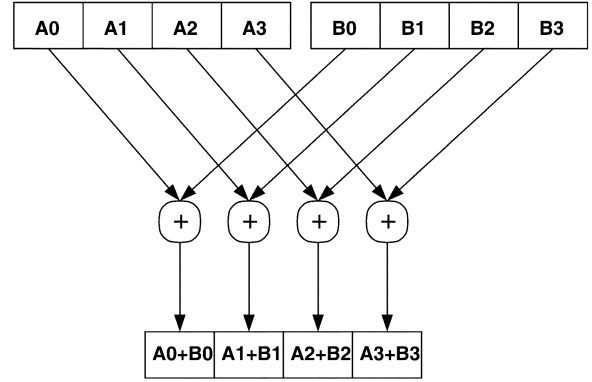 A0 A1 A2 A3 B0 B1 B2 B3
+ + + +
A0+B0 A1+B1 A2+B2 A3+B3